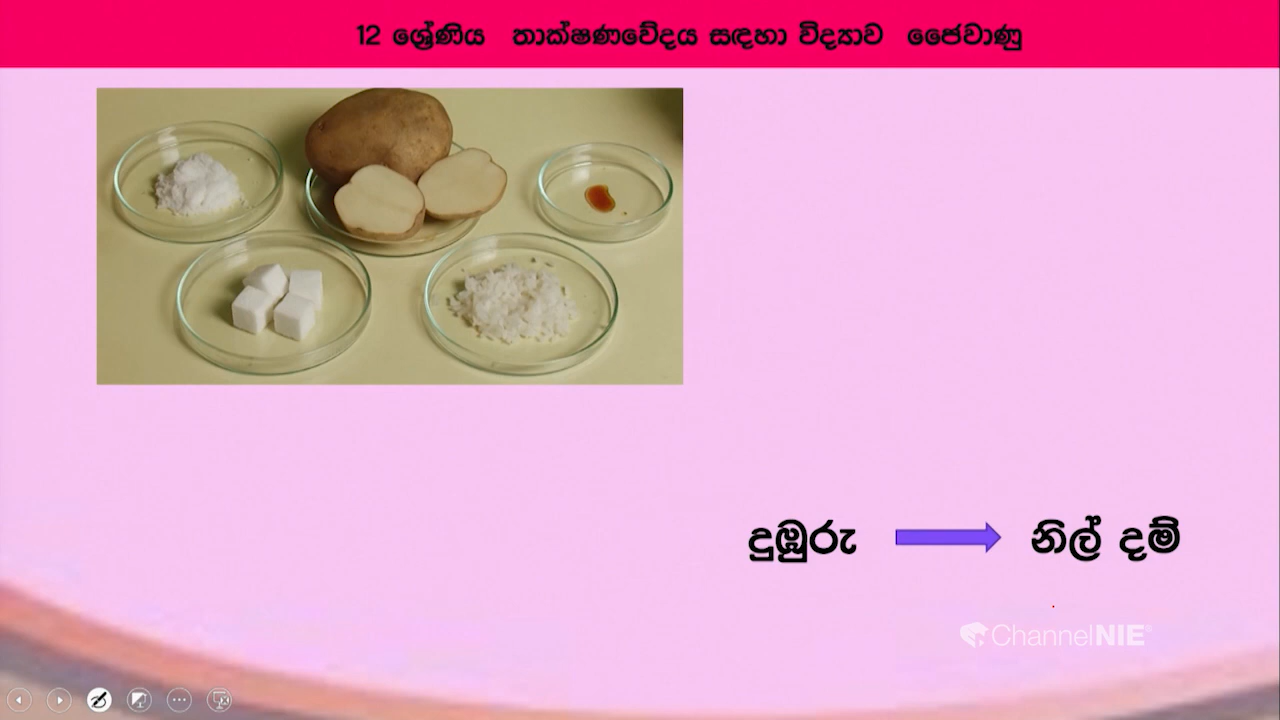 12 ශ්‍රේණිය තාක්ෂණවේදය සඳහා විද්‍යාව ජෛවාණු
දුඹුරු නිල් දම්
ChannelNIE